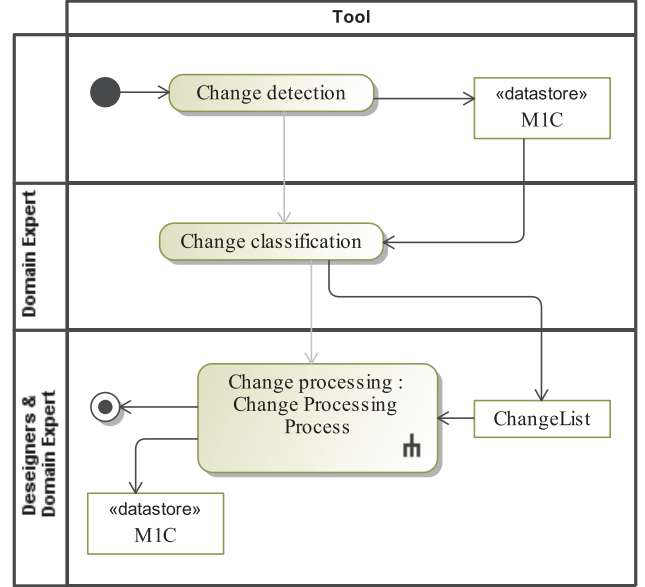 Tool
Change detection
«datastore»
M1C
Domain Expert
Change classification
Deseigners &
Domain Expert
Change processing :
Change Processing
Process
ChangeList
«datastore»
M1C